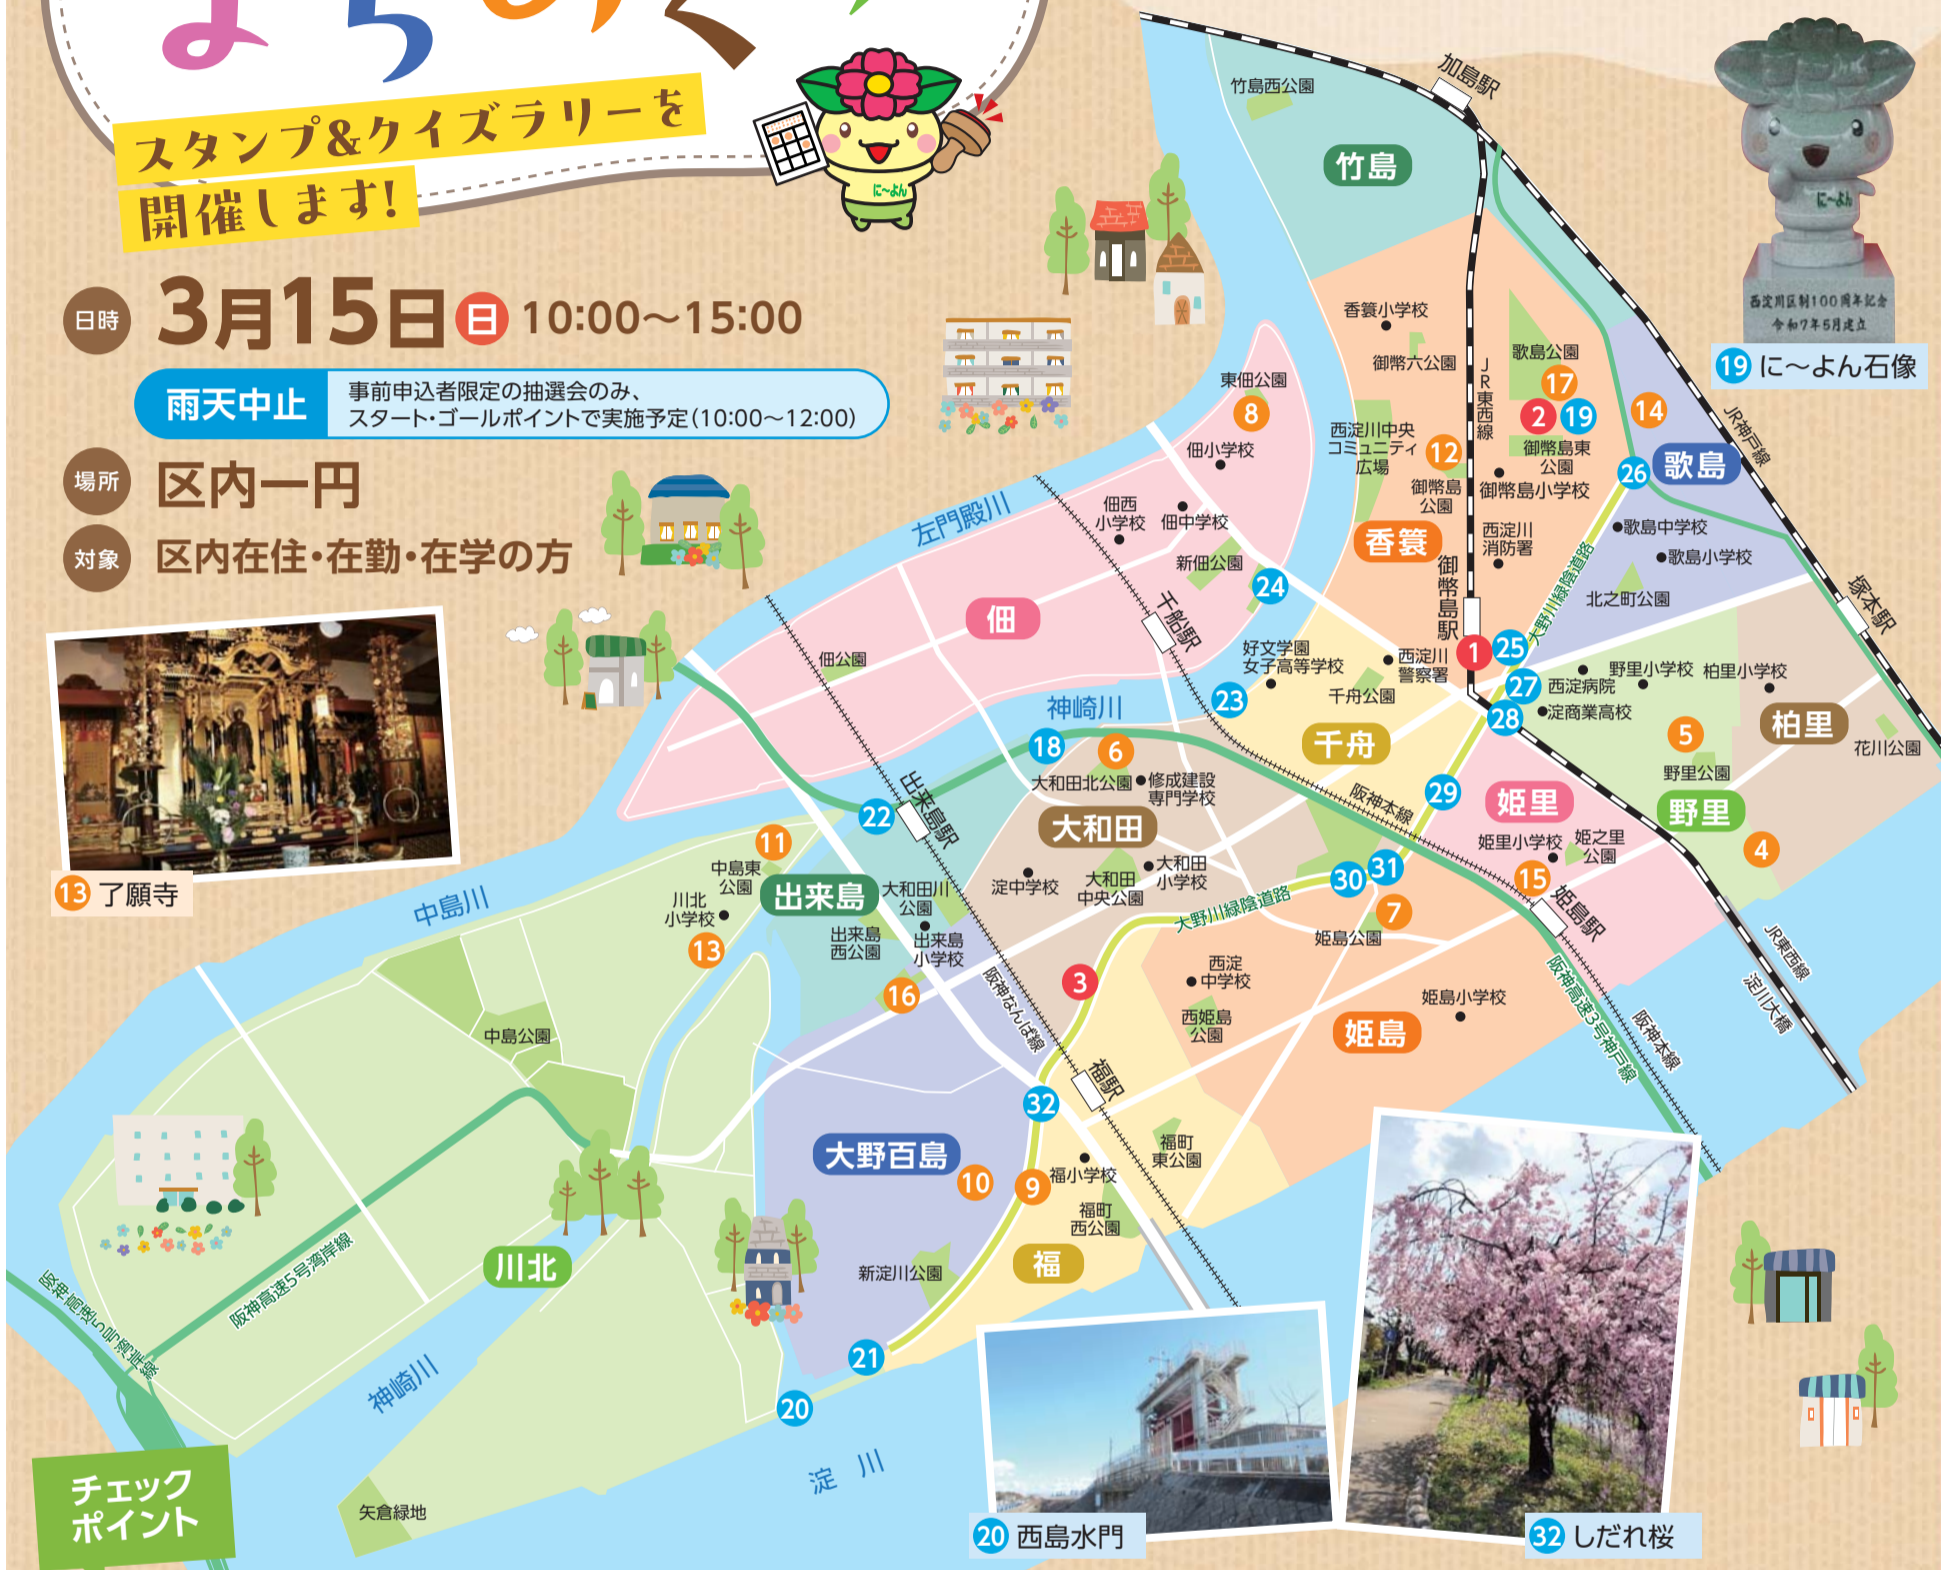 スタンプ&クイズラリーを
開催します!
に〜よん
日時
3月15日日 10:00〜15:00
雨天中止
事前申込者限定の抽選会のみ、
スタート・ゴールポイントで実施予定(10:00〜12:00)
場所
区内一円
対象
区内在住・在勤・在学の方
に〜よん
西淀川区制100周年記念
令和7年5月建立
19 に〜よん石像
加島駅
竹島西公園
竹島
香簑小学校
御幣六公園
JR東西線
歌島公園
17
2
19
14
JR神戸線
東佃公園
8
西淀川中央
コミュニティ
広場
12
御幣島東
公園
26
歌島
佃小学校
御幣島
公園
御幣島小学校
左門殿川
佃西
小学校
佃中学校
香簑
西淀川
消防署
歌島中学校
歌島小学校
新佃公園
24
御幣島駅
大野川緑陰道路
北之町公園
塚本駅
佃
千船駅
佃公園
好文学園
女子高等学校
西淀川
警察署
1
25
千舟公園
27
西淀病院
野里小学校
柏里小学校
神崎川
23
28
淀商業高校
柏里
千舟
5
花川公園
18
6
野里公園
大和田北公園
修成建設
専門学校
出来島駅
22
阪神本線
29
姫里
野里
大和田
11
中島東
公園
姫里小学校
姫之里
公園
4
13 了願寺
出来島
大和田川
公園
淀中学校
大和田
中央公園
大和田
小学校
30
31
15
姫島駅
中島川
川北
小学校
13
出来島
西公園
出来島
小学校
大野川緑陰道路
7
姫島公園
16
阪神なんば線
3
西淀
中学校
西姫島
公園
姫島小学校
姫島
JR東西線
淀川大橋
阪神高速3号神戸線
阪神本線
中島公園
福駅
32
大野百島
10
9
福小学校
福町
東公園
福町
西公園
川北
阪神高速5号湾岸線
阪神高速5号湾岸線
新淀川公園
福
神崎川
21
20
淀川
チェック
ポイント
矢倉緑地
20 西島水門
32 しだれ桜